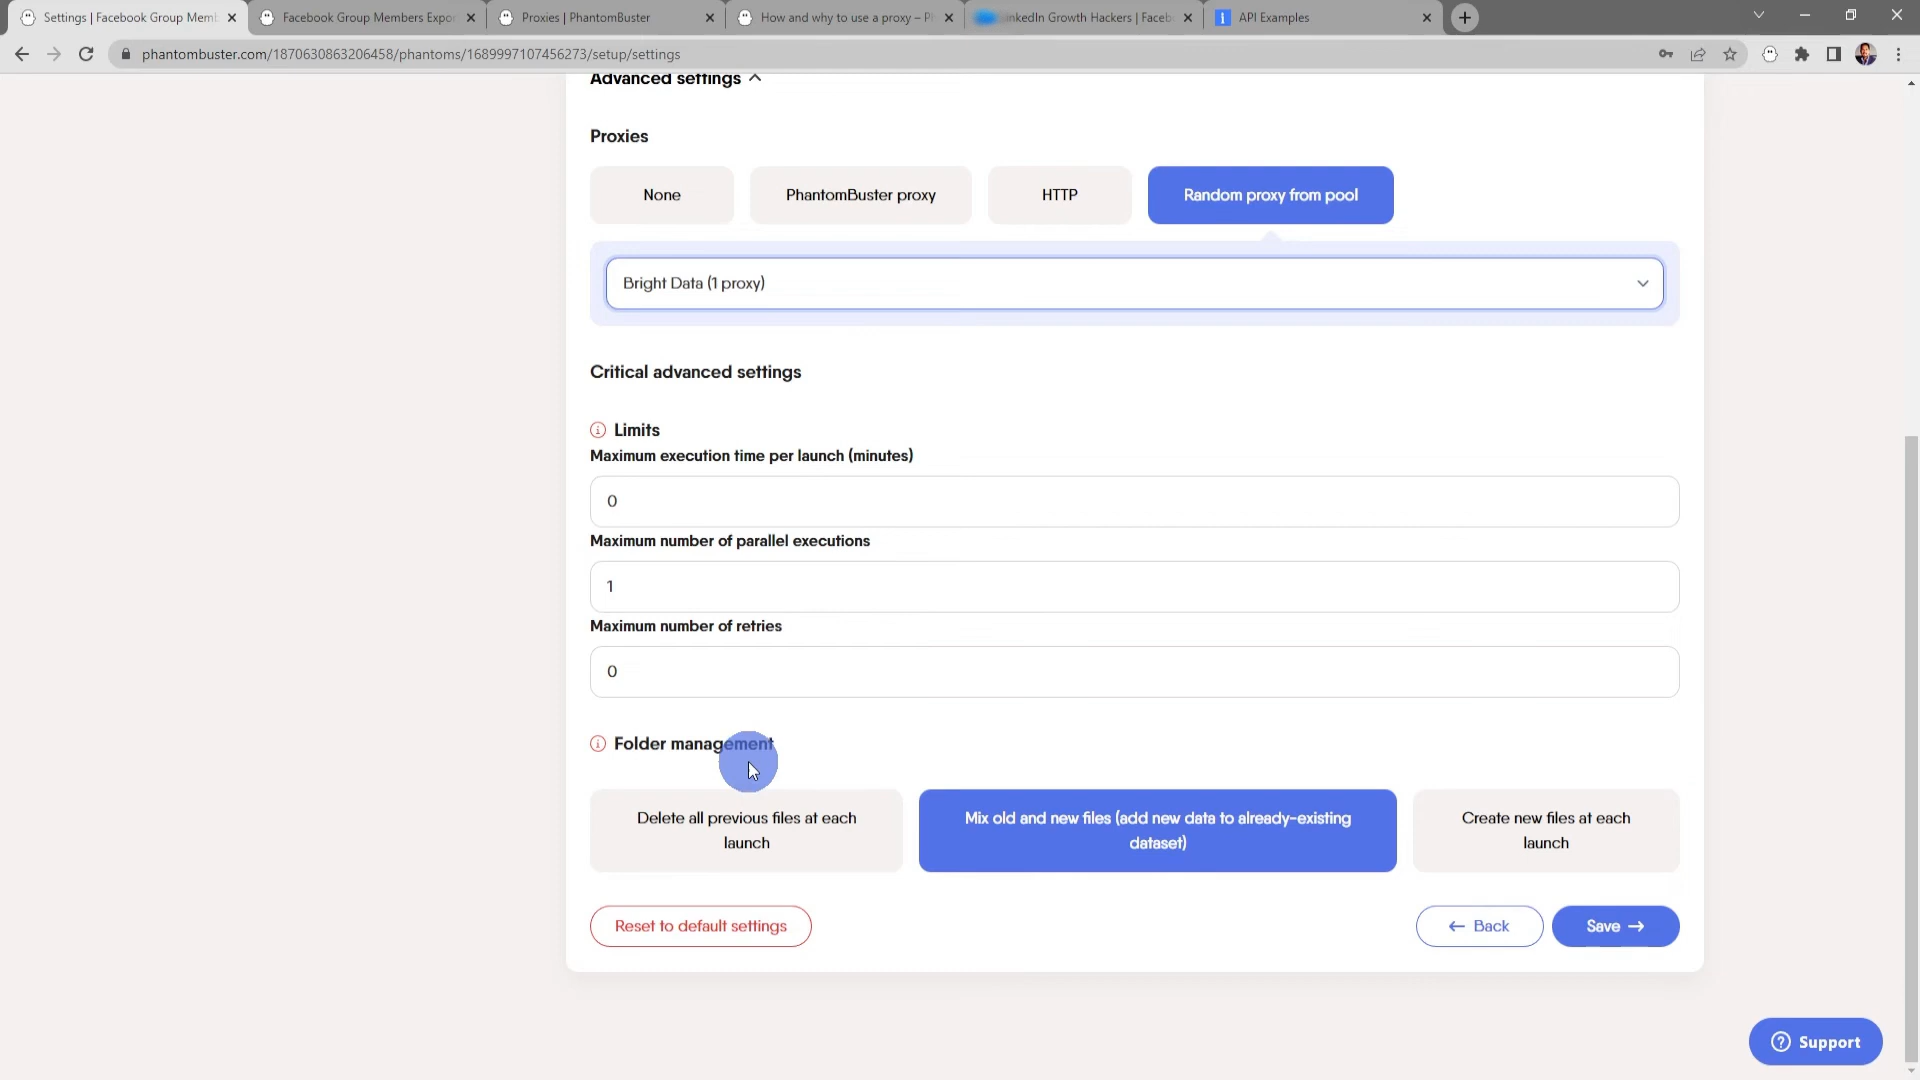 Settings | Facebook Group Mem
Facebook Group Members Expo
Proxies | PhantomBuster
How and why to use a proxy – P
inkedIn Growth Hackers | Faceb
API Examples
phantombuster.com/1870630863206458/phantoms/1689997107456273/setup/settings
Advanced settings
Proxies
None
PhantomBuster proxy
HTTP
Random proxy from pool
Bright Data (1 proxy)
Critical advanced settings
Limits
Maximum execution time per launch (minutes)
0
Maximum number of parallel executions
1
Maximum number of retries
0
Folder management
Delete all previous files at each
launch
Mix old and new files (add new data to already-existing
dataset)
Create new files at each
launch
Reset to default settings
← Back
Save →
Support